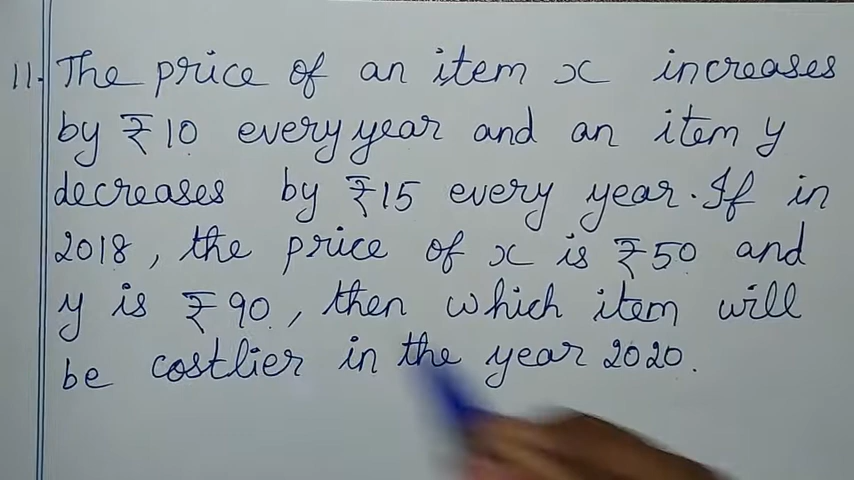 11. The price of an item x increases
by ₹10 every year and an item y
decreases by ₹15 every year. If in
2018, the price of x is ₹50 and
y is ₹90, then which item will
be costlier in the year 2020.